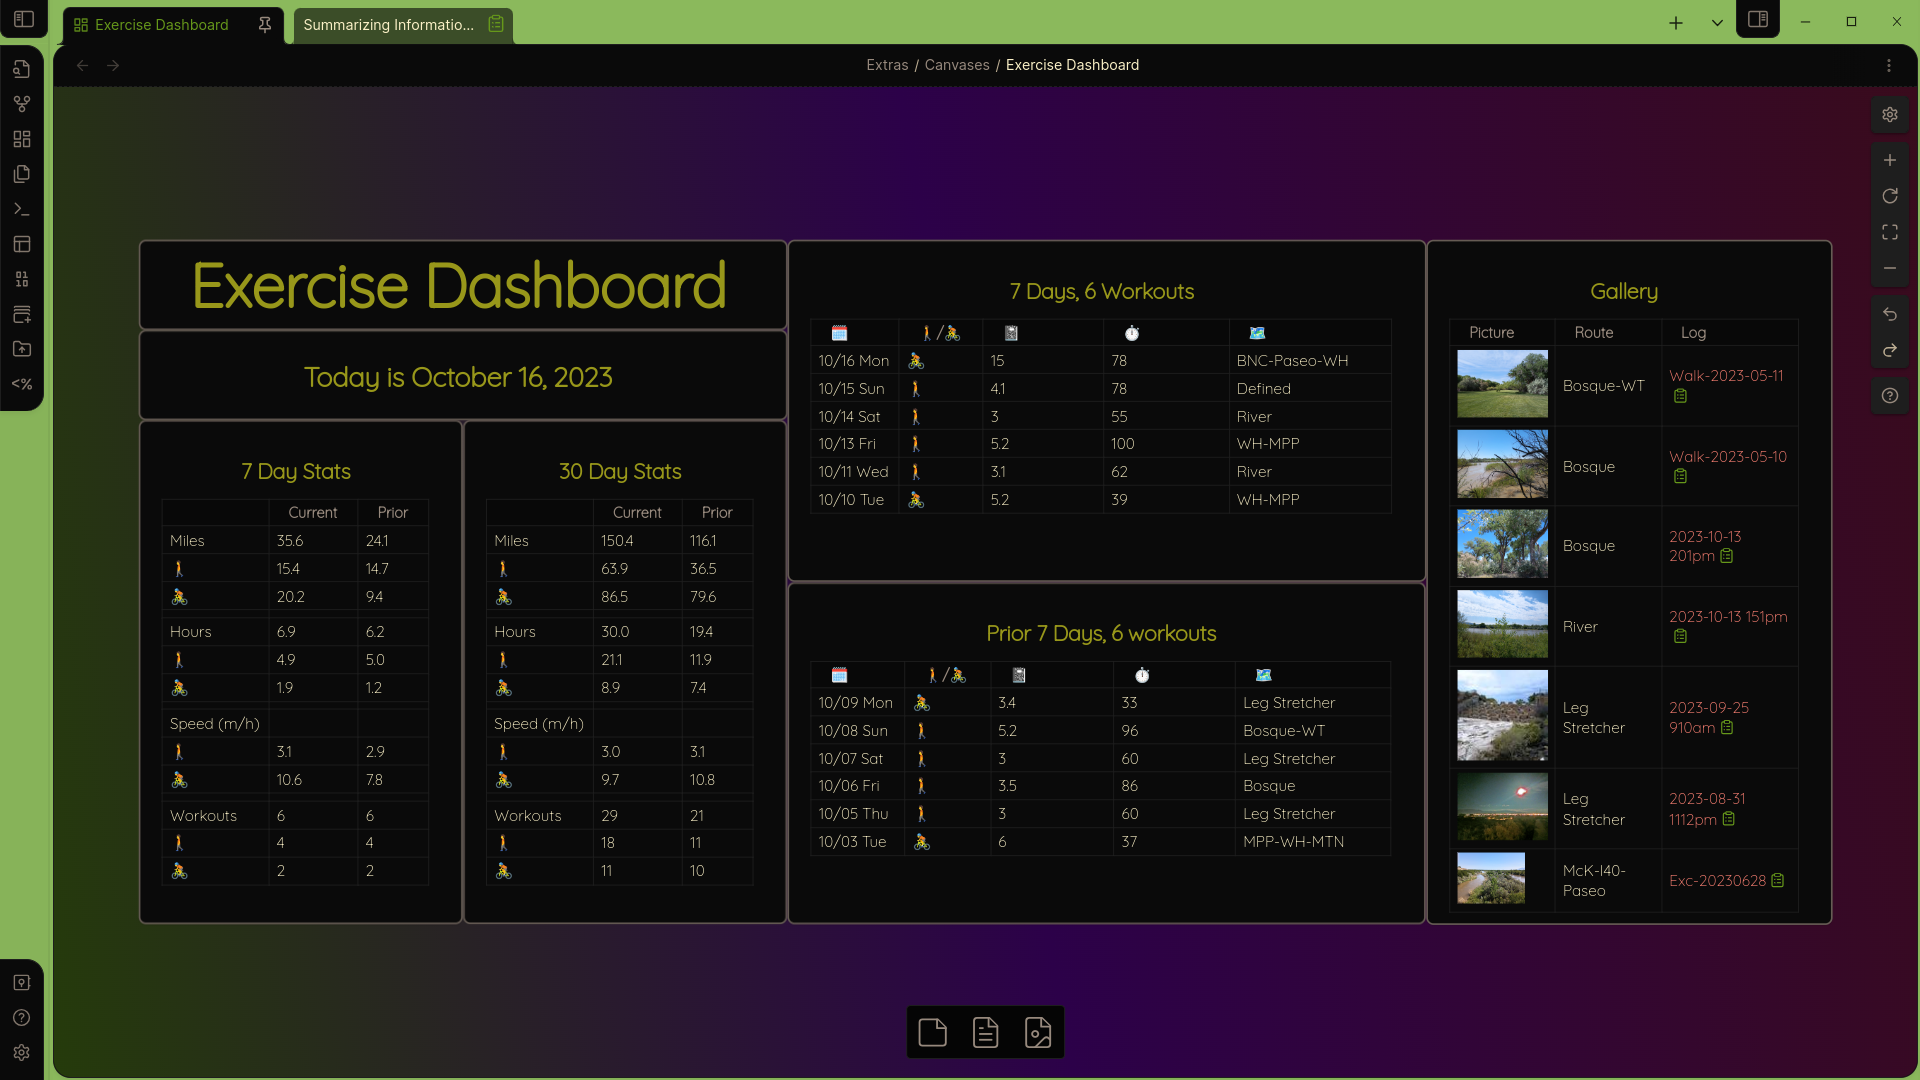 Exercise Dashboard
Summarizing Informatio...
Extras / Canvases / Exercise Dashboard
Exercise Dashboard
Today is October 16, 2023
7 Day Stats
Current Prior
Miles 35.6 24.1
🚶 15.4 14.7
🚴 20.2 9.4
Hours 6.9 6.2
🚶 4.9 5.0
🚴 1.9 1.2
Speed (m/h)
🚶 3.1 2.9
🚴 10.6 7.8
Workouts 6 6
🚶 4 4
🚴 2 2
30 Day Stats
Current Prior
Miles 150.4 116.1
🚶 63.9 36.5
🚴 86.5 79.6
Hours 30.0 19.4
🚶 21.1 11.9
🚴 8.9 7.4
Speed (m/h)
🚶 3.0 3.1
🚴 9.7 10.8
Workouts 29 21
🚶 18 11
🚴 11 10
7 Days, 6 Workouts
🗓️ 🚶/🚴 📓 ⏱️ 🗺️
10/16 Mon 🚴 15 78 BNC-Paseo-WH
10/15 Sun 🚶 4.1 78 Defined
10/14 Sat 🚶 3 55 River
10/13 Fri 🚶 5.2 100 WH-MPP
10/11 Wed 🚶 3.1 62 River
10/10 Tue 🚴 5.2 39 WH-MPP
Prior 7 Days, 6 workouts
🗓️ 🚶/🚴 📓 ⏱️ 🗺️
10/09 Mon 🚴 3.4 33 Leg Stretcher
10/08 Sun 🚶 5.2 96 Bosque-WT
10/07 Sat 🚶 3 60 Leg Stretcher
10/06 Fri 🚶 3.5 86 Bosque
10/05 Thu 🚶 3 60 Leg Stretcher
10/03 Tue 🚴 6 37 MPP-WH-MTN
Gallery
Picture Route Log
Bosque-WT Walk-2023-05-11
Bosque Walk-2023-05-10
Bosque 2023-10-13
201pm
River 2023-10-13 151pm
Leg 2023-09-25
Stretcher 910am
Leg 2023-08-31
Stretcher 1112pm
McK-I40-
Paseo Exc-20230628